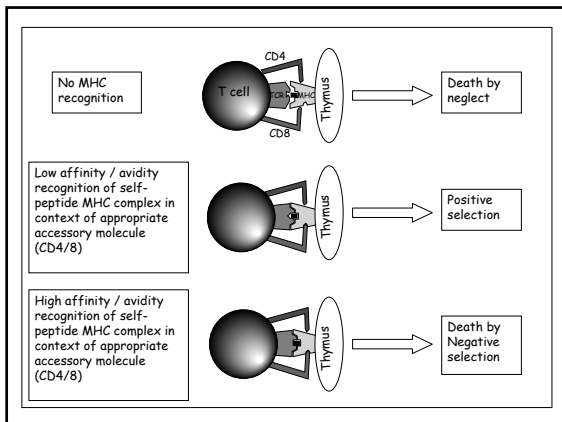 No MHC
recognition
CD4
T cell
TCR
MHC
CD8
Thymus
Death by
neglect
Low affinity / avidity
recognition of self-
peptide MHC complex in
context of appropriate
accessory molecule
(CD4/8)
Thymus
Positive
selection
High affinity / avidity
recognition of self-
peptide MHC complex in
context of appropriate
accessory molecule
(CD4/8)
Thymus
Death by
Negative
selection